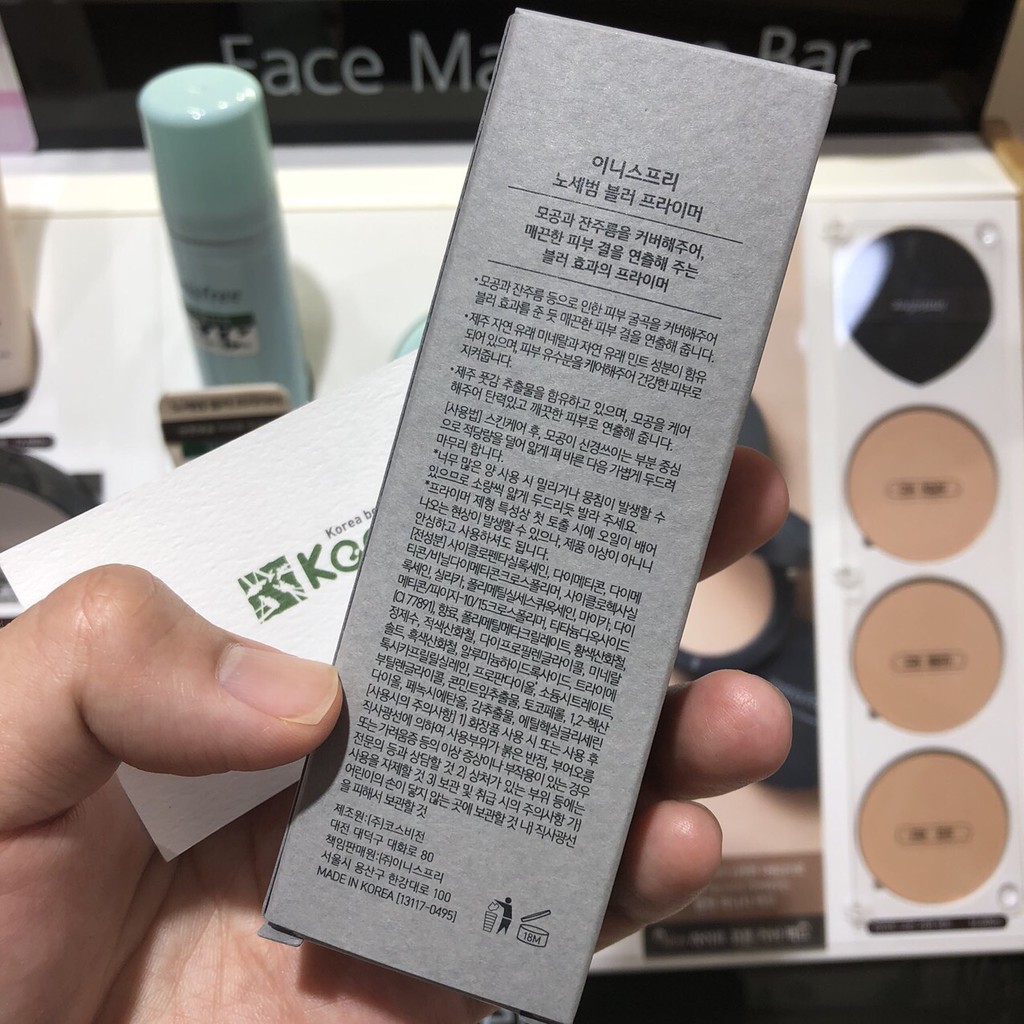 Face Ma
Bar
이니스프리
노세범 블러 프라이머
모공과 잔주름을 커버해주어,
매끈한 피부 결을 연출해 주는
블러 효과의 프라이머
• 모공과 잔주름 등으로 인한 피부 굴곡을 커버해주어
블러 효과를 준 듯 매끈한 피부 결을 연출해 줍니다.
• 제주 자연 유래 미네랄과 자연 유래 민트 성분이 함유
되어 있으며, 피부 유수분을 케어해주어 건강한 피부로
지켜줍니다.
• 제주 풋감 추출물을 함유하고 있으며, 모공을 케어
해주어 탄력있고 깨끗한 피부로 연출해 줍니다.
[사용법] 스킨케어 후, 모공이 신경쓰이는 부분 중심
으로 적당량을 덜어 얇게 펴 바른 다음 가볍게 두드려
마무리 합니다.
*너무 많은 양 사용 시 밀리거나 뭉침이 발생할 수
있으므로 소량씩 얇게 두드리듯 발라 주세요.
*프라이머 제형 특성상 첫 토출 시에 오일이 배어
나오는 현상이 발생할 수 있으나, 제품 이상이 아니니
안심하고 사용하셔도 됩니다.
[전성분] 사이클로펜타실록세인, 다이메티콘, 다이메
티콘/비닐다이메티콘크로스폴리머, 사이클로헥사실
록세인, 실리카, 폴리메틸실세스퀴옥세인, 마이카, 다이
메티콘/피이지-10/15크로스폴리머, 티타늄디옥사이드
(CI 77891), 향료, 폴리메틸메타크릴레이트, 황색산화철,
정제수, 적색산화철, 다이프로필렌글라이콜, 미네랄
솔트, 흑색산화철, 알루미늄하이드록사이드, 트라이에
톡시카프릴릴실레인, 프로판다이올, 소듐시트레이트,
부틸렌글라이콜, 콘민트잎추출물, 토코페롤, 1,2-헥산
다이올, 페녹시에탄올, 감추출물, 에틸헥실글리세린
[사용시의 주의사항] 1) 화장품 사용 시 또는 사용 후
직사광선에 의하여 사용부위가 붉은 반점, 부어오름
또는 가려움증 등의 이상 증상이나 부작용이 있는 경우
전문의 등과 상담할 것 2) 상처가 있는 부위 등에는
사용을 자제할 것 3) 보관 및 취급 시의 주의사항 가)
어린이의 손이 닿지 않는 곳에 보관할 것 나) 직사광선
을 피해서 보관할 것
제조원:(주)코스비전
대전 대덕구 대화로 80
책임판매원:(주)이니스프리
서울시 용산구 한강대로 100
MADE IN KOREA [13117-0495]
18M
Korea be